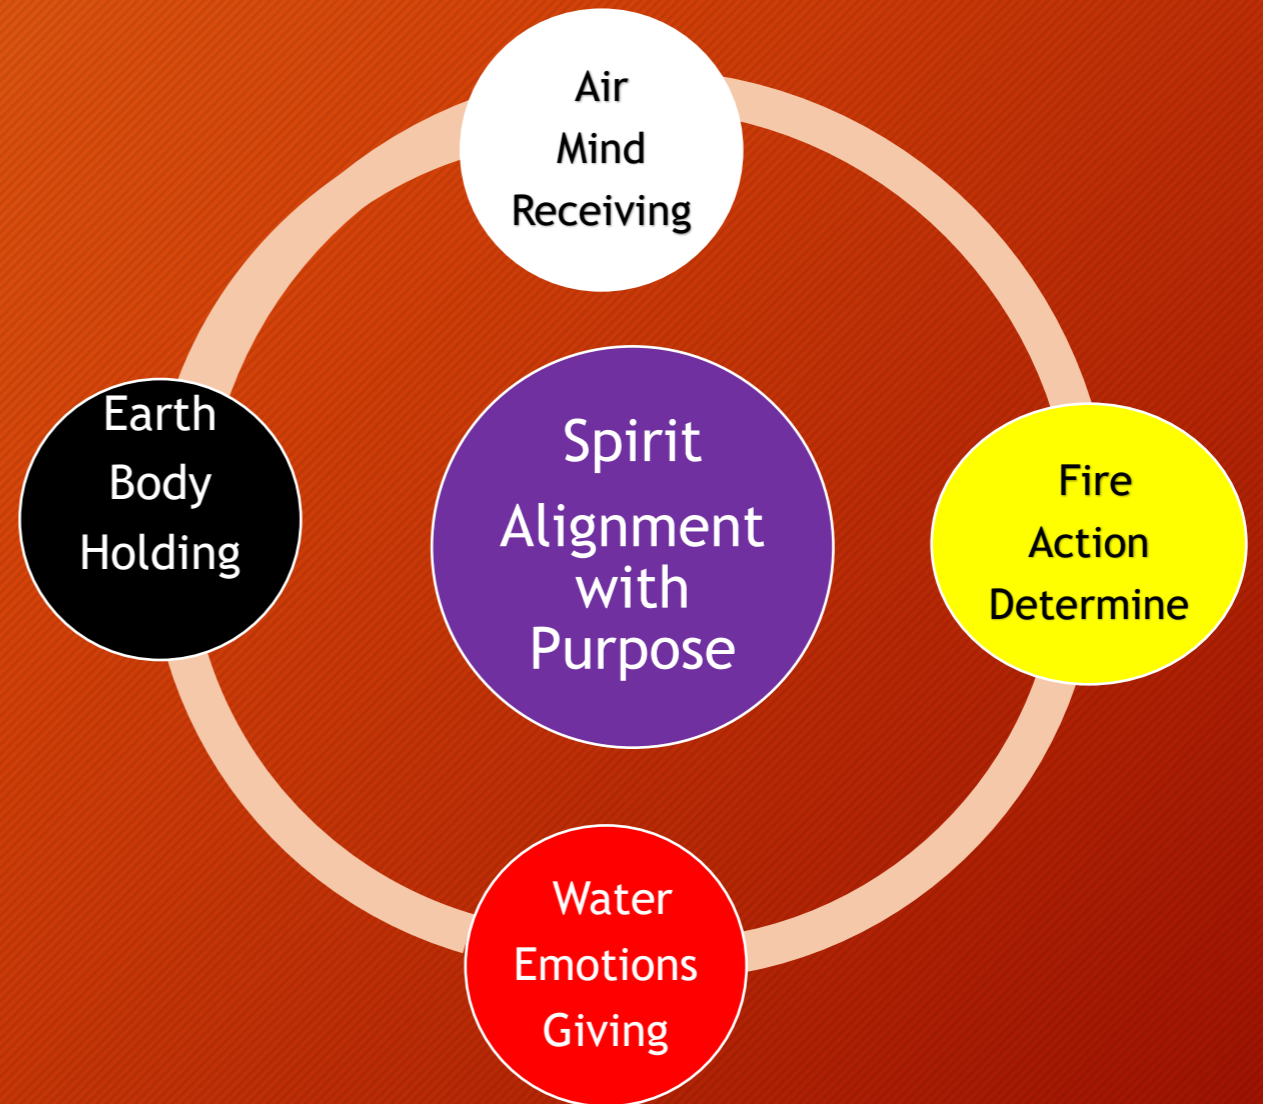 Air
Mind
Receiving
Earth
Body
Holding
Spirit
Alignment
with
Purpose
Fire
Action
Determine
Water
Emotions
Giving